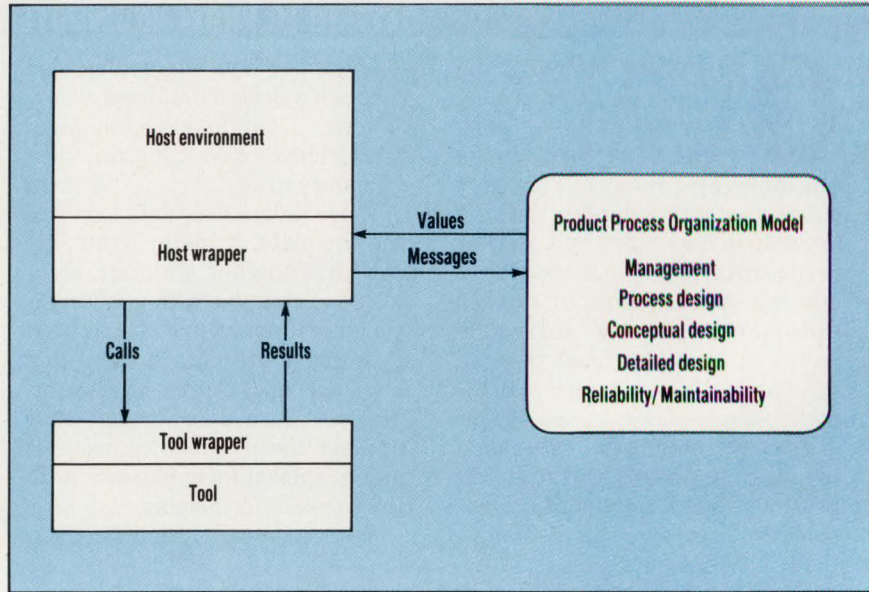 Host environment
Host wrapper
Values
Messages
Calls
Results
Tool wrapper
Tool
Product Process Organization Model
Management
Process design
Conceptual design
Detailed design
Reliability/Maintainability